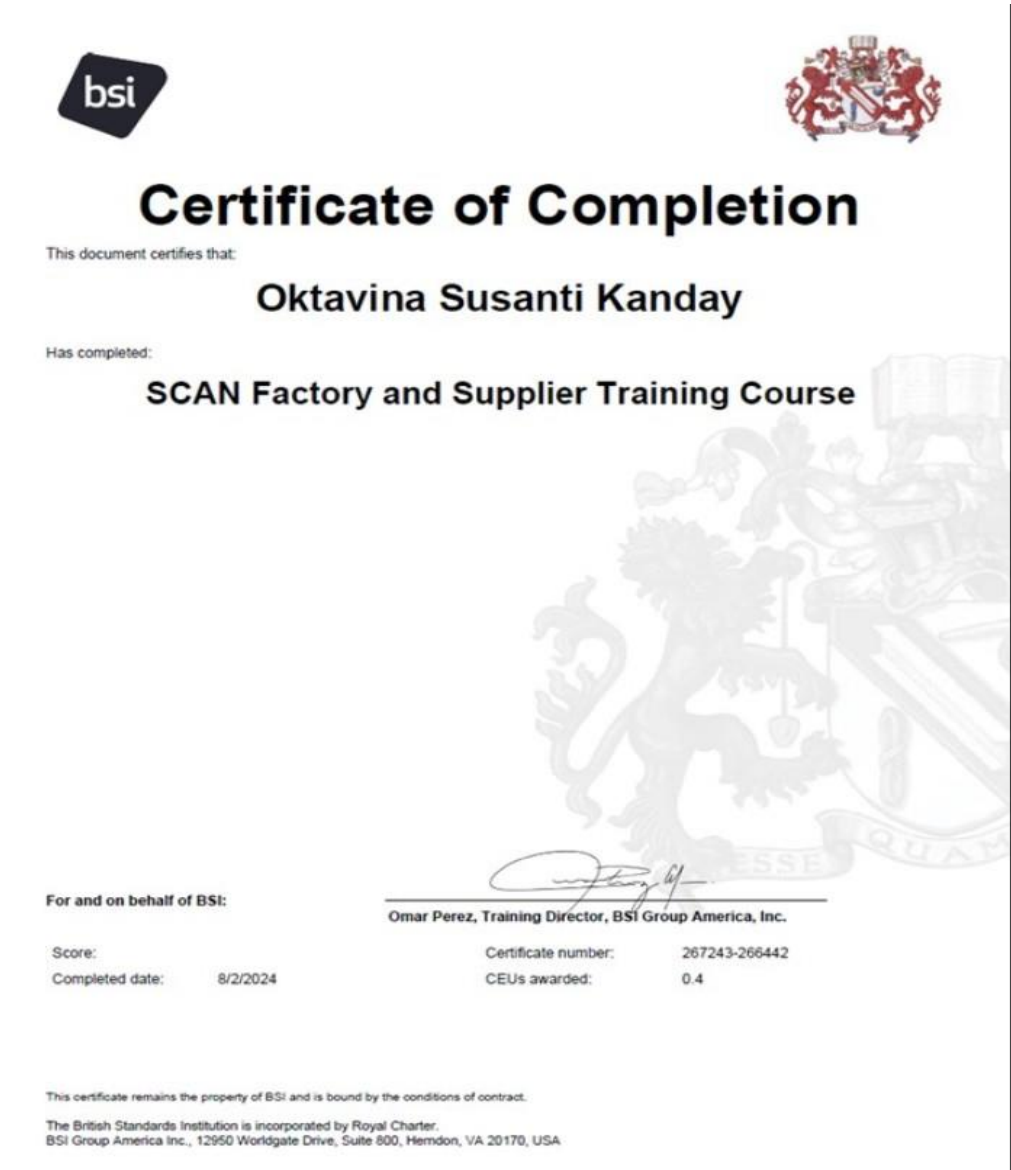 bsi
Certificate of Completion
This document certifies that:
Oktavina Susanti Kanday
Has completed:
SCAN Factory and Supplier Training Course
ESSE QUAM
For and on behalf of BSI:
Omar Perez, Training Director, BSI Group America, Inc.
Score:
Certificate number: 267243-266442
Completed date: 8/2/2024
CEUs awarded: 0.4
This certificate remains the property of BSI and is bound by the conditions of contract.
The British Standards Institution is incorporated by Royal Charter.
BSI Group America Inc., 12950 Worldgate Drive, Suite 800, Herndon, VA 20170, USA